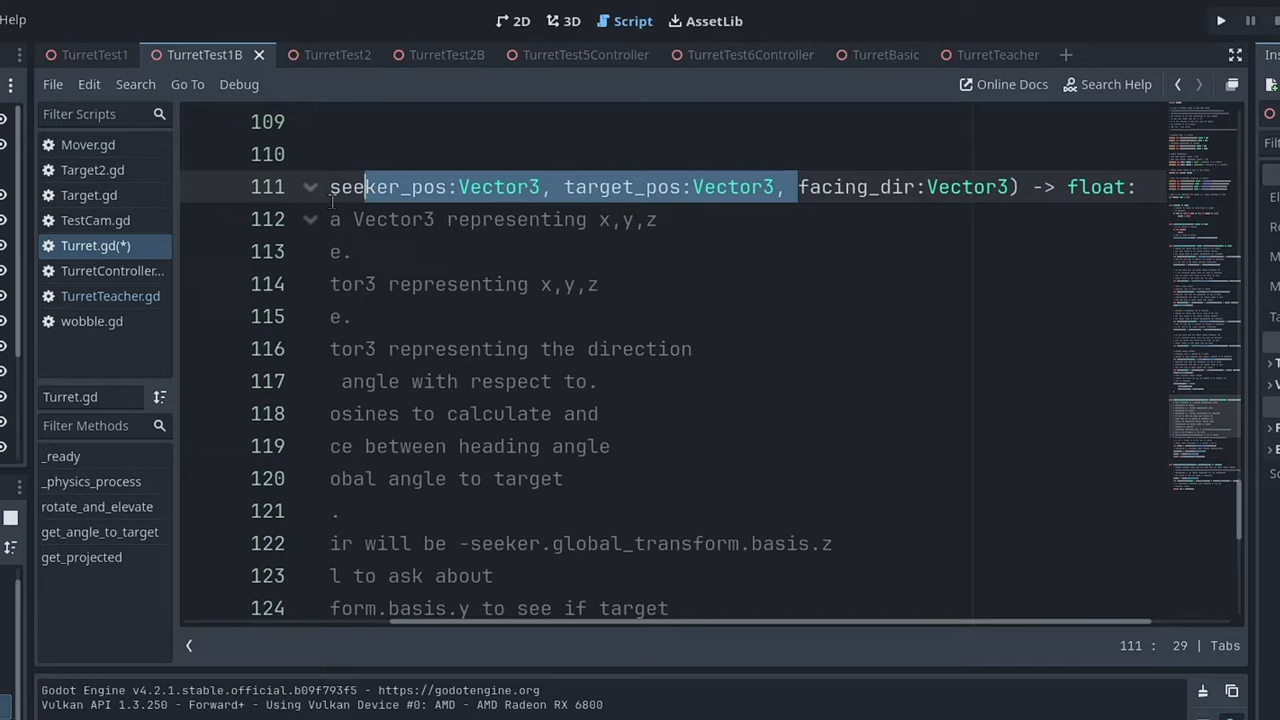 Help
2D 3D Script AssetLib
TurretTest1 TurretTest1B TurretTest2 TurretTest2B TurretTest5Controller TurretTest6Controller TurretBasic TurretTeacher
File Edit Search Go To Debug Online Docs Search Help
Filter Scripts
Mover.gd
Target2.gd
Target.gd
TestCam.gd
Turret.gd(*)
TurretController...
TurretTeacher.gd
wobble.gd
Turret.gd
Filter Methods
_ready
_physics_process
rotate_and_elevate
get_angle_to_target
get_projected
109
110
111 seeker_pos:Vector3, target_pos:Vector3, facing_dir:Vector3) -> float:
112 a Vector3 representing x,y,z
113 e.
114 tor3 representing x,y,z
115 e.
116 tor3 representing the direction
117 angle with respect to.
118 osines to calculate and
119 ce between hading angle
120 obal angle to target
121 .
122 ir will be -seeker.global_transform.basis.z
123 l to ask about
124 form.basis.y to see if target
111 : 29 | Tabs
Godot Engine v4.2.1.stable.official.b09f793f5 - https://godotengine.org
Vulkan API 1.3.250 - Forward+ - Using Vulkan Device #0: AMD - AMD Radeon RX 6800